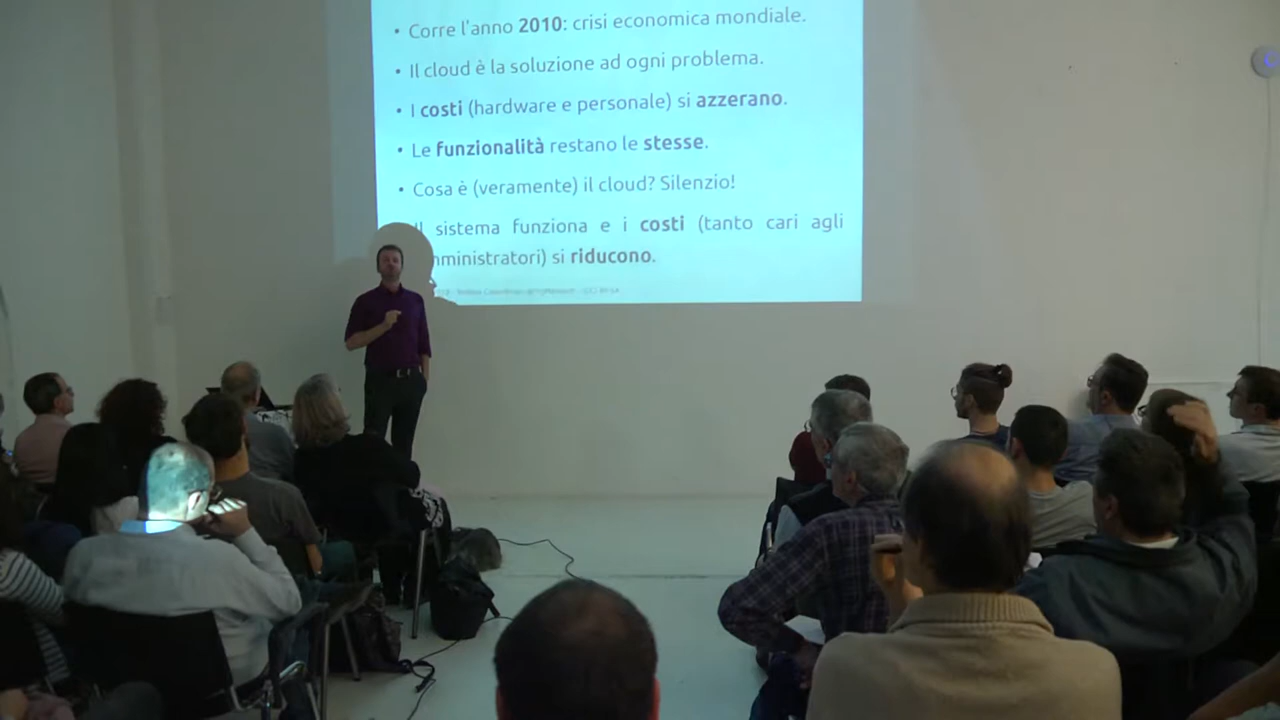 • Corre l'anno 2010: crisi economica mondiale.
• Il cloud è la soluzione ad ogni problema.
• I costi (hardware e personale) si azzerano.
• Le funzionalità restano le stesse.
• Cosa è (veramente) il cloud? Silenzio!
sistema funziona e i costi (tanto cari agli
mministratori) si riducono.